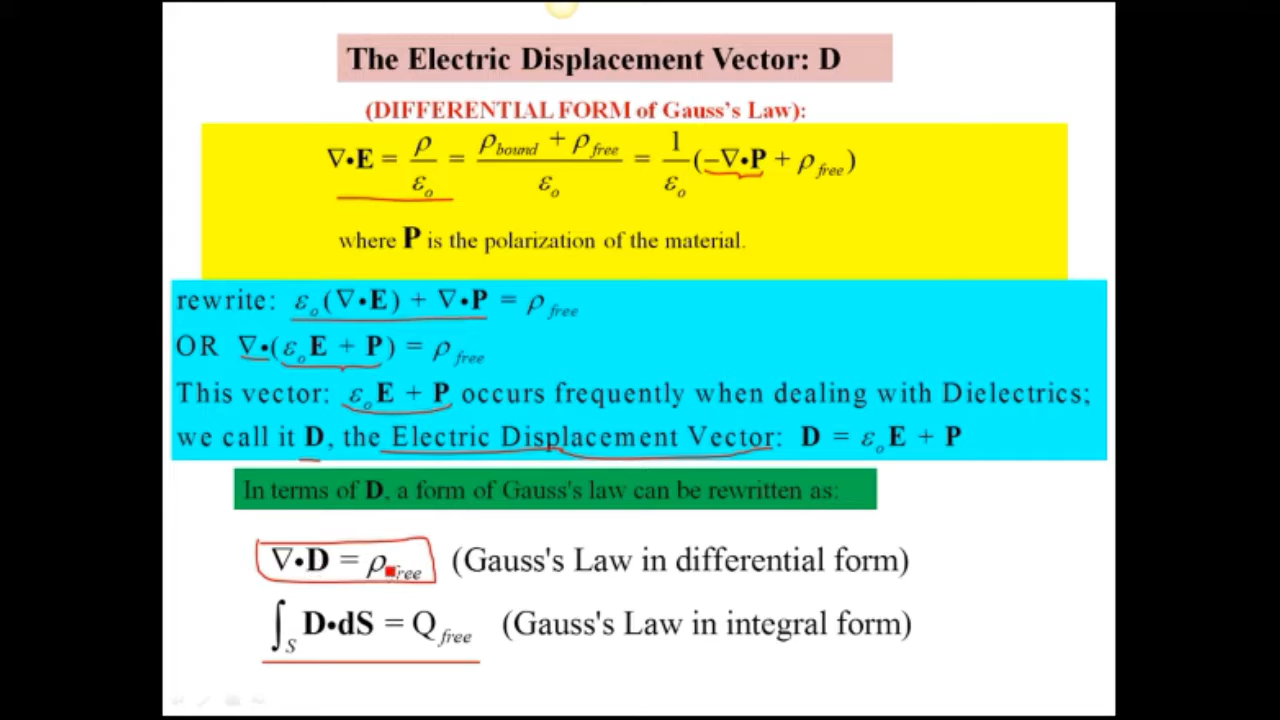 The Electric Displacement Vector: D
(DIFFERENTIAL FORM of Gauss's Law):
∇•E = ρ/ε₀ = (ρ_bound + ρ_free)/ε₀ = 1/ε₀ (−∇•P + ρ_free)
where P is the polarization of the material.
rewrite: ε₀(∇•E) + ∇•P = ρ_free
OR ∇•(ε₀E + P) = ρ_free
This vector: ε₀E + P occurs frequently when dealing with Dielectrics;
we call it D, the Electric Displacement Vector: D = ε₀E + P
In terms of D, a form of Gauss's law can be rewritten as:
∇•D = ρ_free (Gauss's Law in differential form)
∫_S D•dS = Q_free (Gauss's Law in integral form)